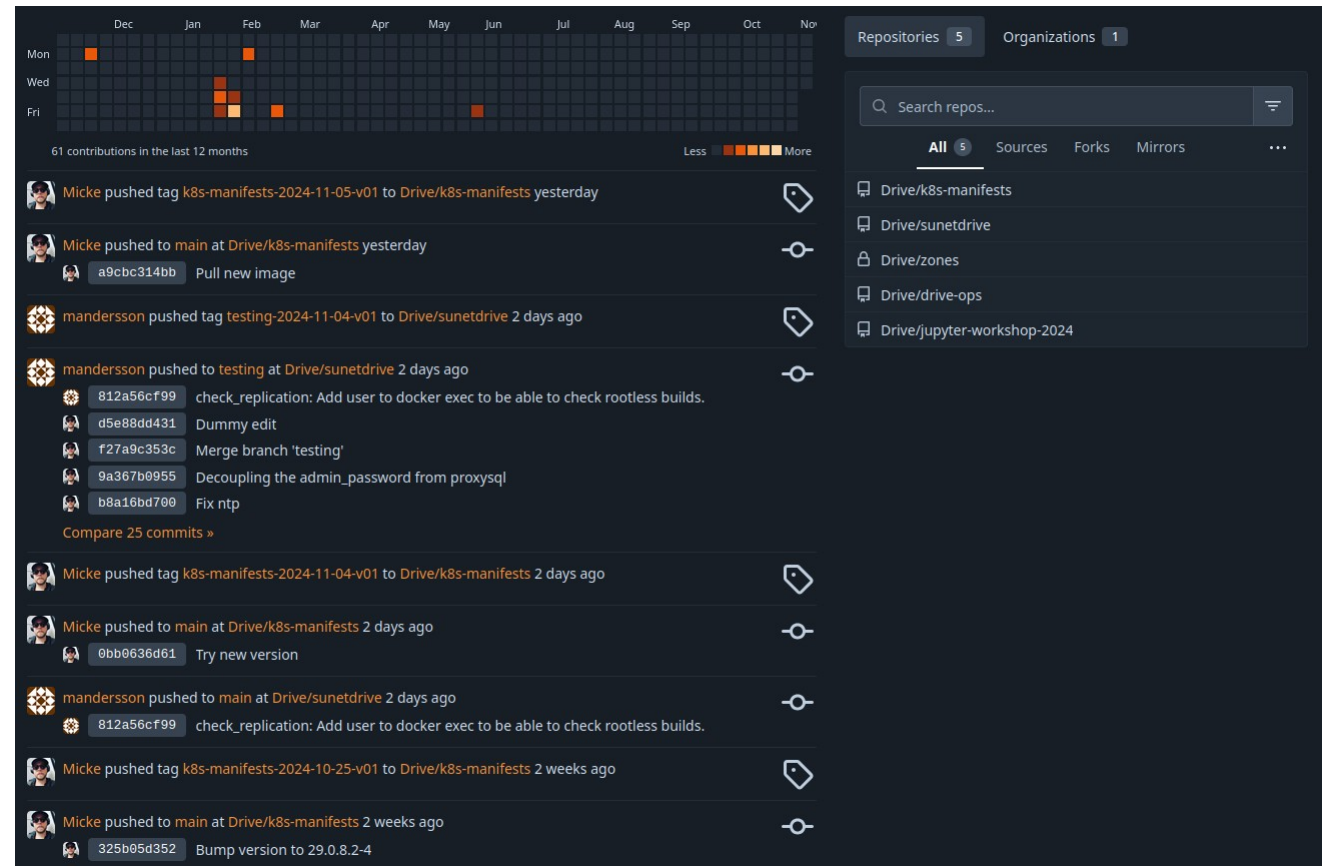 Dec Jan Feb Mar Apr May Jun Jul Aug Sep Oct Nov
Mon
Wed
Fri
61 contributions in the last 12 months
Less More
Micke pushed tag k8s-manifests-2024-11-05-v01 to Drive/k8s-manifests yesterday
Micke pushed to main at Drive/k8s-manifests yesterday
a9cbc314bb Pull new image
mandersson pushed tag testing-2024-11-04-v01 to Drive/sunetdrive 2 days ago
mandersson pushed to testing at Drive/sunetdrive 2 days ago
812a56cf99 check_replication: Add user to docker exec to be able to check rootless builds.
d5e88dd431 Dummy edit
f27a9c353c Merge branch 'testing'
9a367b0955 Decoupling the admin_password from proxysql
b8a16bd700 Fix ntp
Compare 25 commits »
Micke pushed tag k8s-manifests-2024-11-04-v01 to Drive/k8s-manifests 2 days ago
Micke pushed to main at Drive/k8s-manifests 2 days ago
0bb0636d61 Try new version
mandersson pushed to main at Drive/sunetdrive 2 days ago
812a56cf99 check_replication: Add user to docker exec to be able to check rootless builds.
Micke pushed tag k8s-manifests-2024-10-25-v01 to Drive/k8s-manifests 2 weeks ago
Micke pushed to main at Drive/k8s-manifests 2 weeks ago
325b05d352 Bump version to 29.0.8.2-4
Repositories 5 Organizations 1
Search repos...
All 5 Sources Forks Mirrors ...
Drive/k8s-manifests
Drive/sunetdrive
Drive/zones
Drive/drive-ops
Drive/jupyter-workshop-2024